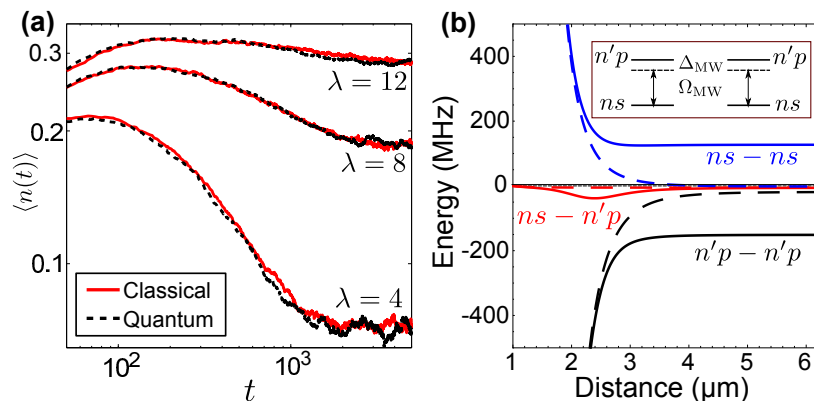 (a)
0.3
0.2
0.1
⟨n(t)⟩
λ = 12
λ = 8
λ = 4
Classical
Quantum
10²
10³
t
(b)
400
200
0
-200
-400
Energy (MHz)
n′p
Δ_MW
n′p
Ω_MW
ns
ns
ns − ns
ns − n′p
n′p − n′p
1
2
3
4
5
6
Distance (μm)